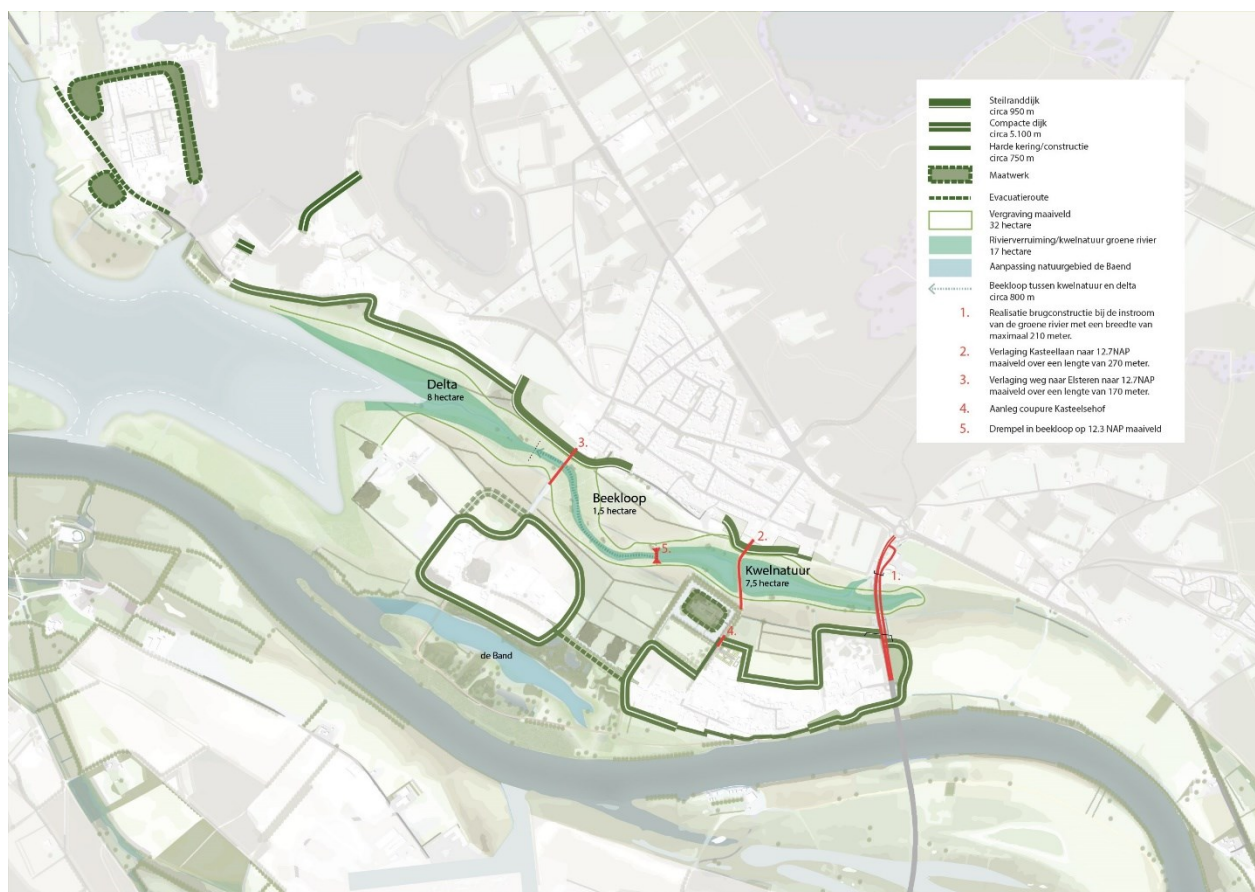 Steilranddijk
circa 950 m
Compacte dijk
circa 5.100 m
Harde kering/constructie
circa 750 m
Maatwerk
Evacuatieroute
Vergraving maaiveld
32 hectare
Rivierverruiming/kwelnatuur groene rivier
17 hectare
Aanpassing natuurgebied de Baend
Beekloop tussen kwelnatuur en delta
circa 800 m
1. Realisatie brugconstructie bij de instroom
van de groene rivier met een breedte van
maximaal 210 meter.
2. Verlaging Kasteellaan naar 12.7NAP
maaiveld over een lengte van 270 meter.
3. Verlaging weg naar Elsteren naar 12.7NAP
maaiveld over een lengte van 170 meter.
4. Aanleg coupure Kasteelsehof
5. Drempel in beekloop op 12.3 NAP maaiveld
Delta
8 hectare
3.
Beekloop
1,5 hectare
5.
2.
Kwelnatuur
7,5 hectare
1.
4.
de Band